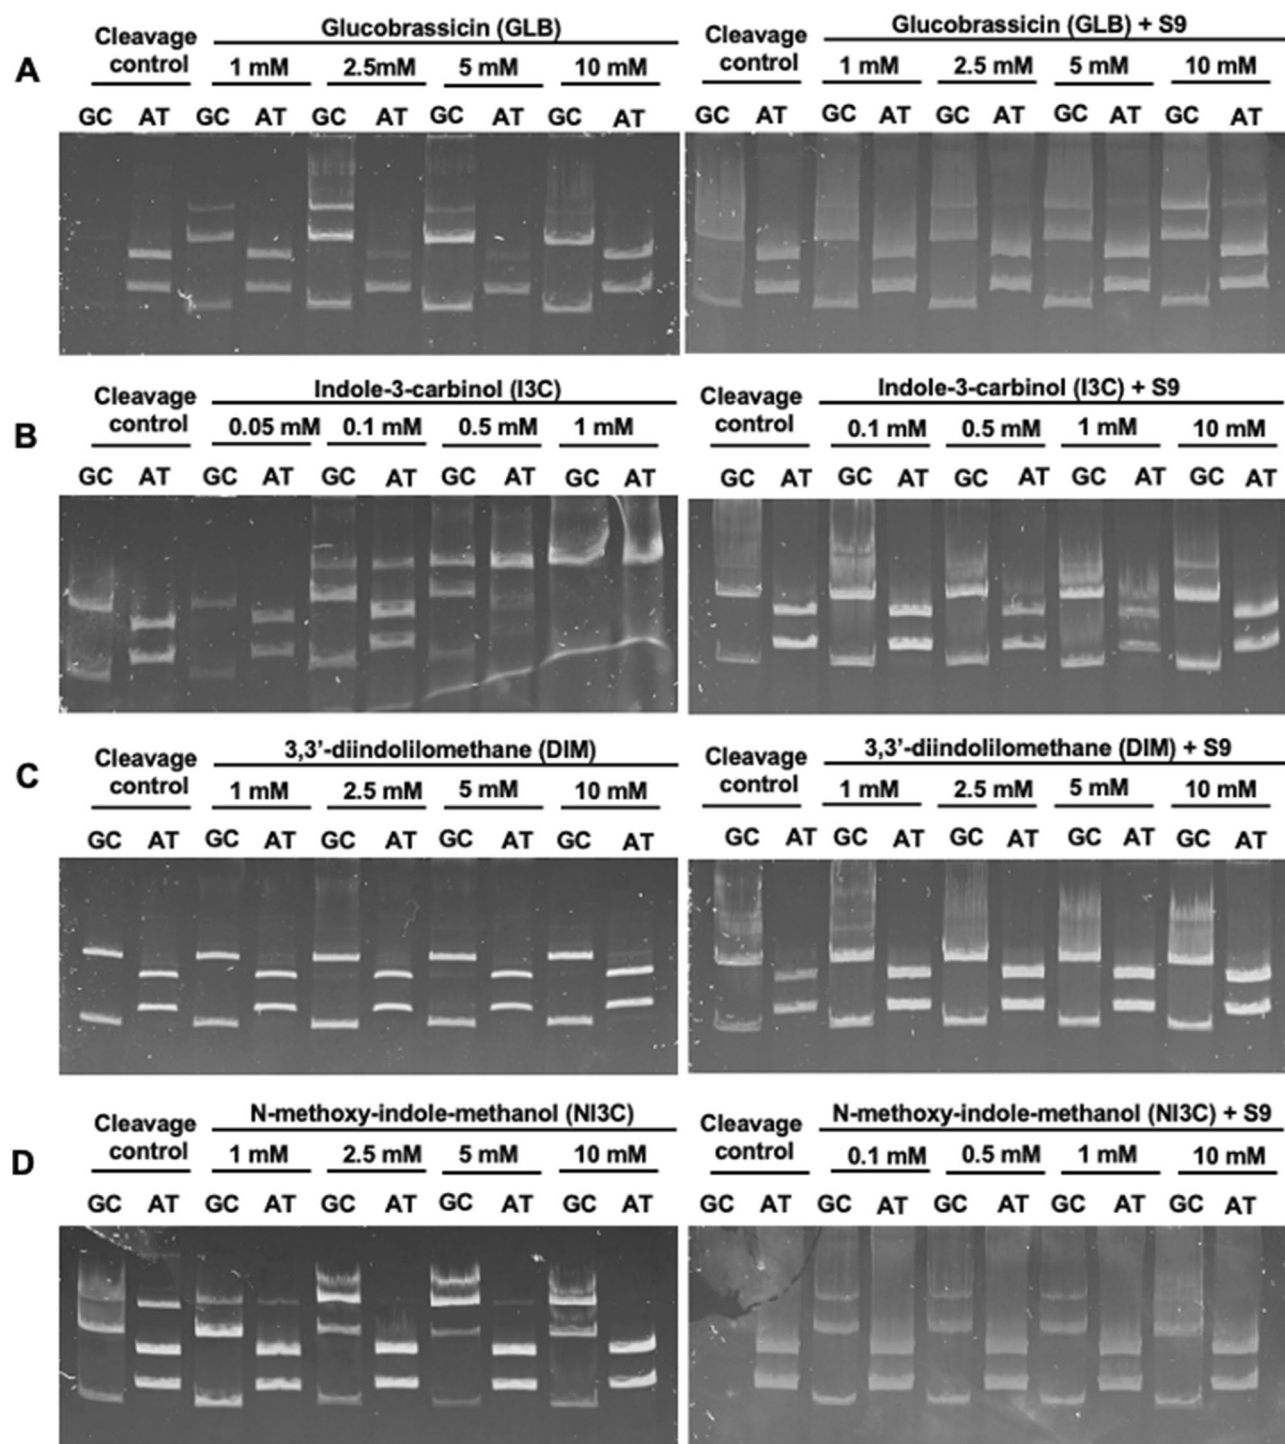 A
Cleavage control
Glucobrassicin (GLB)
1 mM 2.5mM 5 mM 10 mM
GC AT GC AT GC AT GC AT GC AT
Cleavage control
Glucobrassicin (GLB) + S9
1 mM 2.5 mM 5 mM 10 mM
GC AT GC AT GC AT GC AT GC AT
B
Cleavage control
Indole-3-carbinol (I3C)
0.05 mM 0.1 mM 0.5 mM 1 mM
GC AT GC AT GC AT GC AT GC AT
Cleavage control
Indole-3-carbinol (I3C) + S9
0.1 mM 0.5 mM 1 mM 10 mM
GC AT GC AT GC AT GC AT GC AT
C
Cleavage control
3,3’-diindolilomethane (DIM)
1 mM 2.5 mM 5 mM 10 mM
GC AT GC AT GC AT GC AT GC AT
Cleavage control
3,3’-diindolilomethane (DIM) + S9
1 mM 2.5 mM 5 mM 10 mM
GC AT GC AT GC AT GC AT GC AT
D
Cleavage control
N-methoxy-indole-methanol (NI3C)
1 mM 2.5 mM 5 mM 10 mM
GC AT GC AT GC AT GC AT GC AT
Cleavage control
N-methoxy-indole-methanol (NI3C) + S9
0.1 mM 0.5 mM 1 mM 10 mM
GC AT GC AT GC AT GC AT GC AT